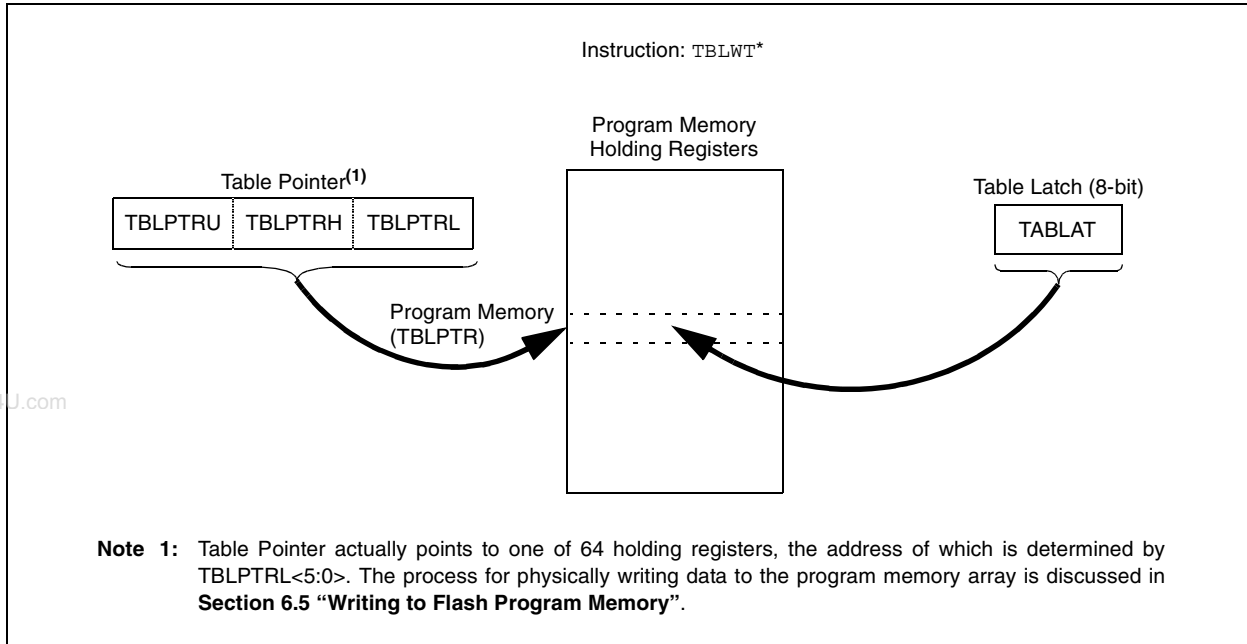 Instruction: TBLWT*
Program Memory
Holding Registers
Table Pointer(1)
Table Latch (8-bit)
TBLPTRU TBLPTRH TBLPTRL
TABLAT
Program Memory
(TBLPTR)
4U.com
Note 1: Table Pointer actually points to one of 64 holding registers, the address of which is determined by
TBLPTRL<5:0>. The process for physically writing data to the program memory array is discussed in
Section 6.5 “Writing to Flash Program Memory”.